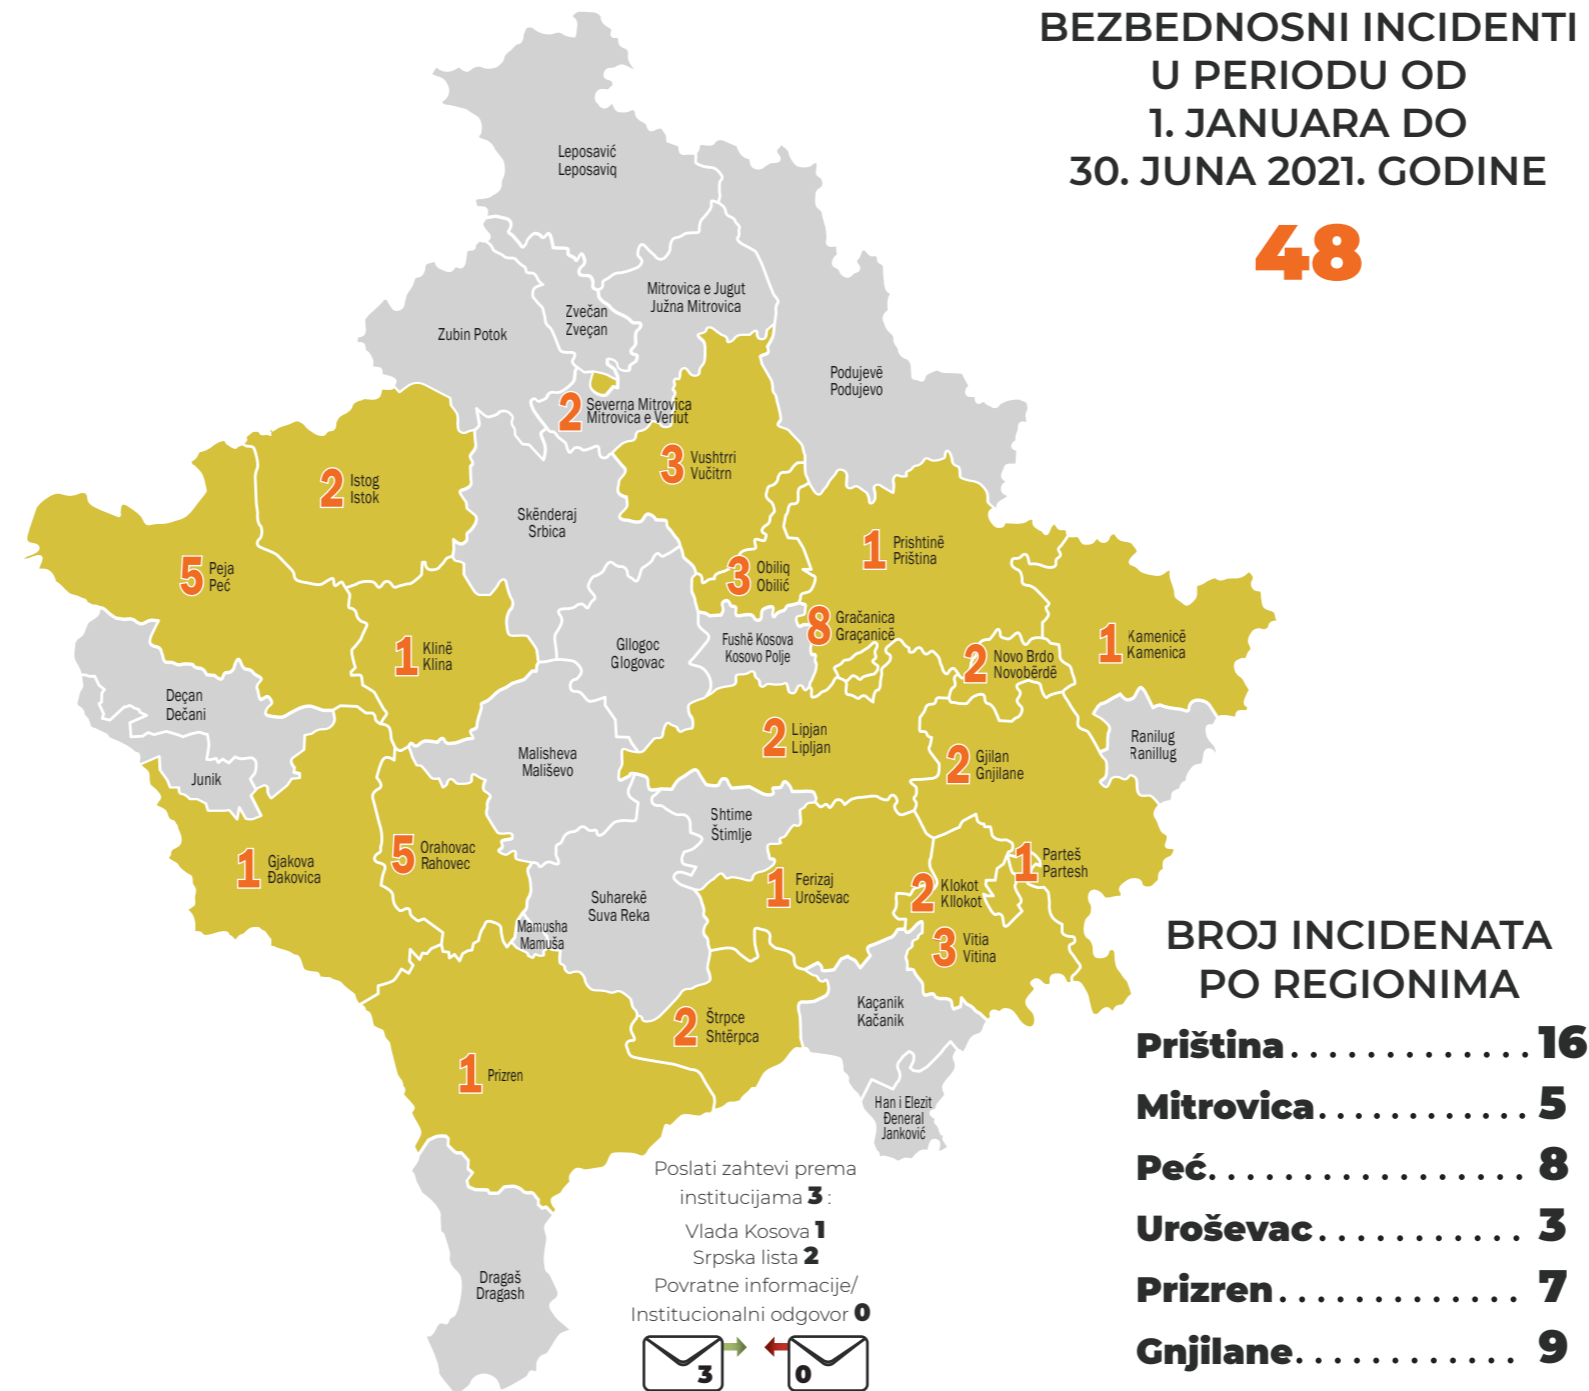 BEZBEDNOSNI INCIDENTI
U PERIODU OD
1. JANUARA DO
30. JUNA 2021. GODINE
48
Leposavić
Leposaviq
Mitrovica e Jugut
Južna Mitrovica
Zvečan
Zveçan
Zubin Potok
Podujevë
Podujevo
2 Severna Mitrovica
Mitrovica e Veriut
3 Vushtrri
Vučitrn
2 Istog
Istok
Skënderaj
Srbica
1 Prishtinë
Priština
5 Peja
Peć
3 Obiliq
Obilić
8 Gračanica
Graçanicë
Fushë Kosova
Kosovo Polje
1 Klinë
Klina
Gllogoc
Glogovac
2 Novo Brdo
Novobërdë
1 Kamenicë
Kamenica
Deçan
Dečani
Junik
Malisheva
Mališevo
2 Lipjan
Lipljan
2 Gjilan
Gnjilane
Ranilug
Ranillug
Shtime
Štimlje
1 Gjakova
Đakovica
5 Orahovac
Rahovec
1 Parteš
Partesh
1 Ferizaj
Uroševac
2 Klokot
Kllokot
Suharekë
Suva Reka
Mamusha
Mamuša
3 Vitia
Vitina
Kaçanik
Kačanik
2 Štrpce
Shtërpca
1 Prizren
Han i Elezit
Đeneral
Janković
Dragaš
Dragash
Poslati zahtevi prema
institucijama 3 :
Vlada Kosova 1
Srpska lista 2
Povratne informacije/
Institucionalni odgovor 0
3
0
BROJ INCIDENATA
PO REGIONIMA
Priština . . . . . . . . . . . . . 16
Mitrovica . . . . . . . . . . . . 5
Peć . . . . . . . . . . . . . . . . . 8
Uroševac . . . . . . . . . . . 3
Prizren . . . . . . . . . . . . . 7
Gnjilane . . . . . . . . . . . . 9